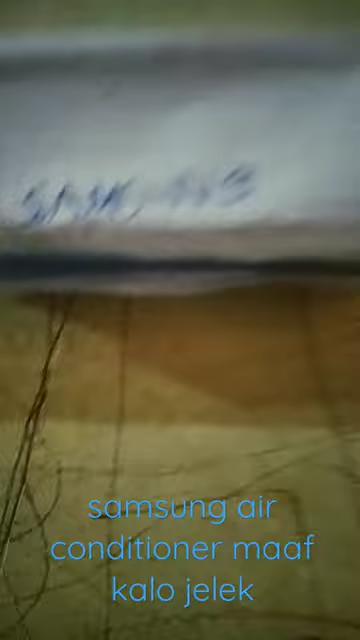 samsung air
conditioner maaf
kalo jelek